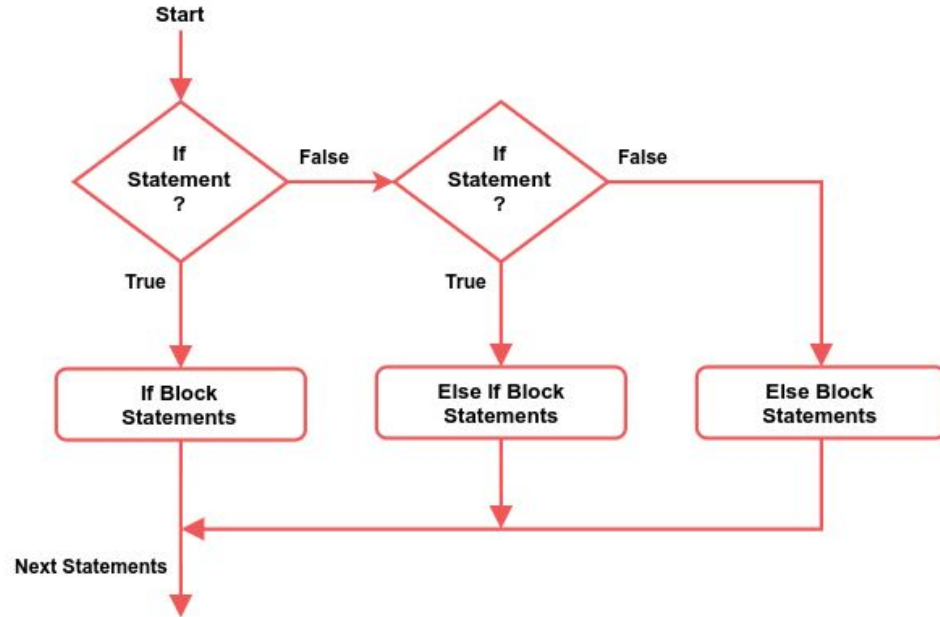 Start
If
Statement
?
False
If
Statement
?
False
True
True
If Block
Statements
Else If Block
Statements
Else Block
Statements
Next Statements